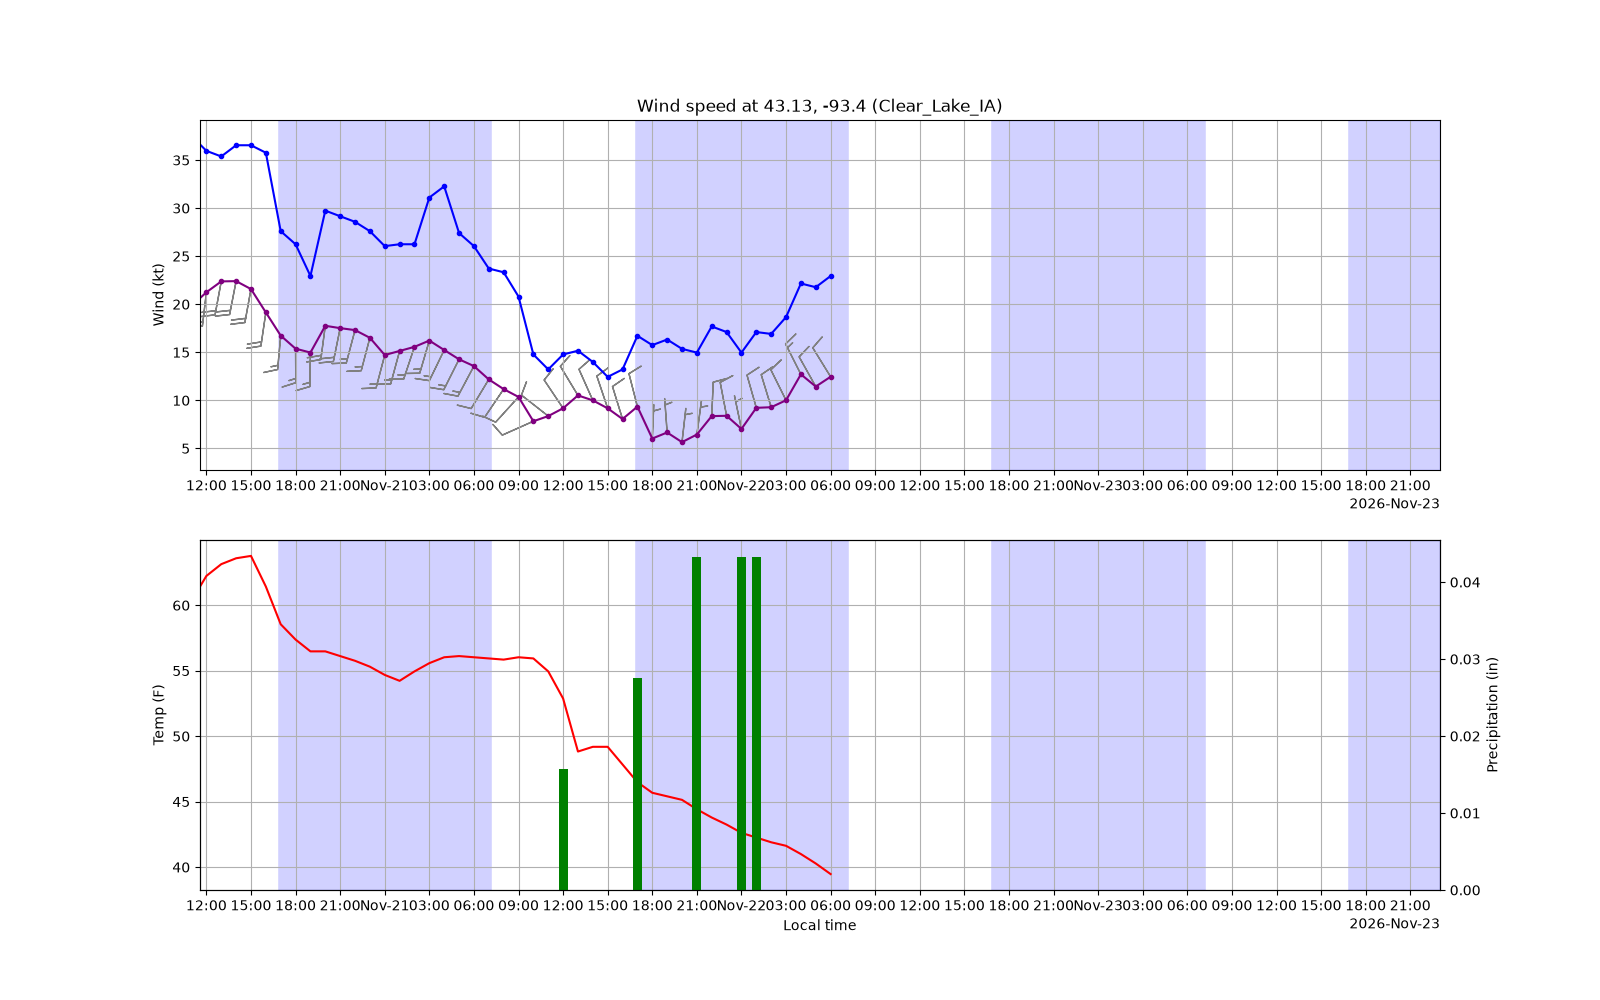 Wind speed at 43.13, -93.4 (Clear_Lake_IA)
Wind (kt)
35
30
25
20
15
10
5
12:00 15:00 18:00 21:00 Nov-21 03:00 06:00 09:00 12:00 15:00 18:00 21:00 Nov-22 03:00 06:00 09:00 12:00 15:00 18:00 21:00 Nov-23 03:00 06:00 09:00 12:00 15:00 18:00 21:00
2026-Nov-23
Temp (F)
60
55
50
45
40
0.04
0.03
0.02
0.01
0.00
Precipitation (in)
12:00 15:00 18:00 21:00 Nov-21 03:00 06:00 09:00 12:00 15:00 18:00 21:00 Nov-22 03:00 06:00 09:00 12:00 15:00 18:00 21:00 Nov-23 03:00 06:00 09:00 12:00 15:00 18:00 21:00
2026-Nov-23
Local time